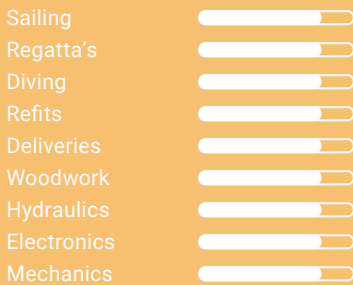 Sailing
Regatta's
Diving
Refits
Deliveries
Woodwork
Hydraulics
Electronics
Mechanics